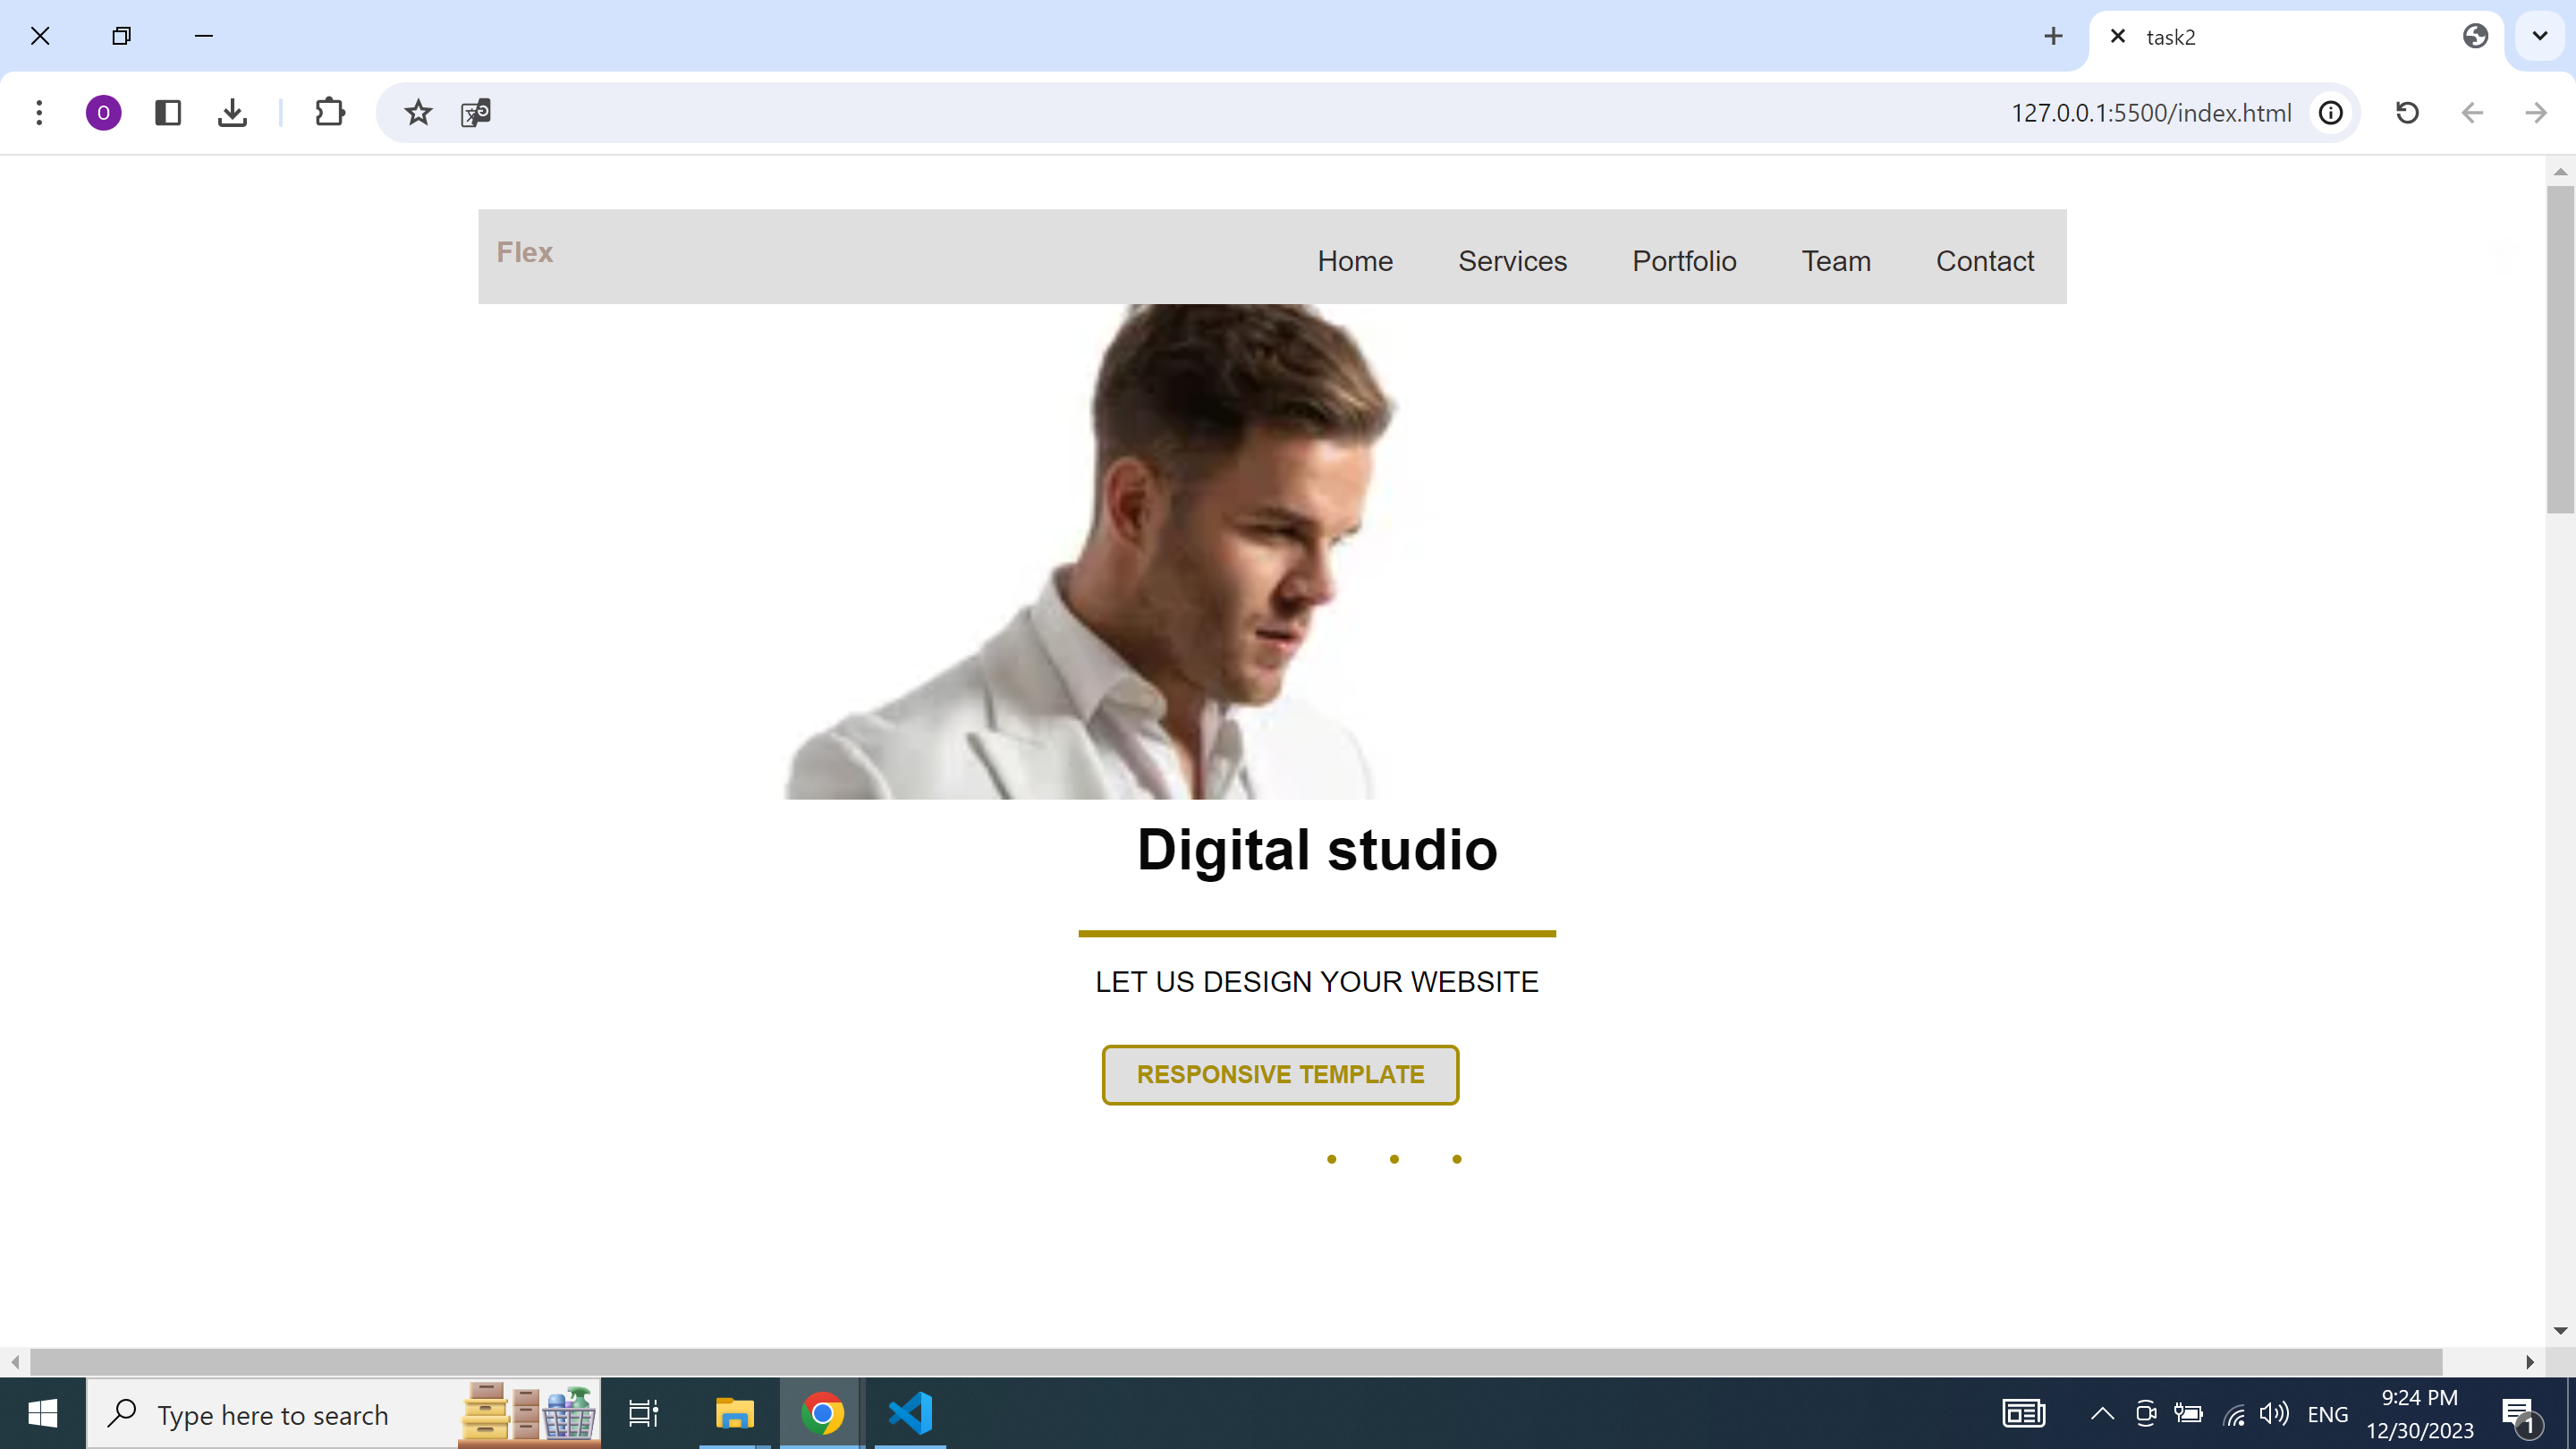 task2
127.0.0.1:5500/index.html
O
Flex
Home Services Portfolio Team Contact
Digital studio
LET US DESIGN YOUR WEBSITE
RESPONSIVE TEMPLATE
Type here to search
ENG
9:24 PM
12/30/2023
1